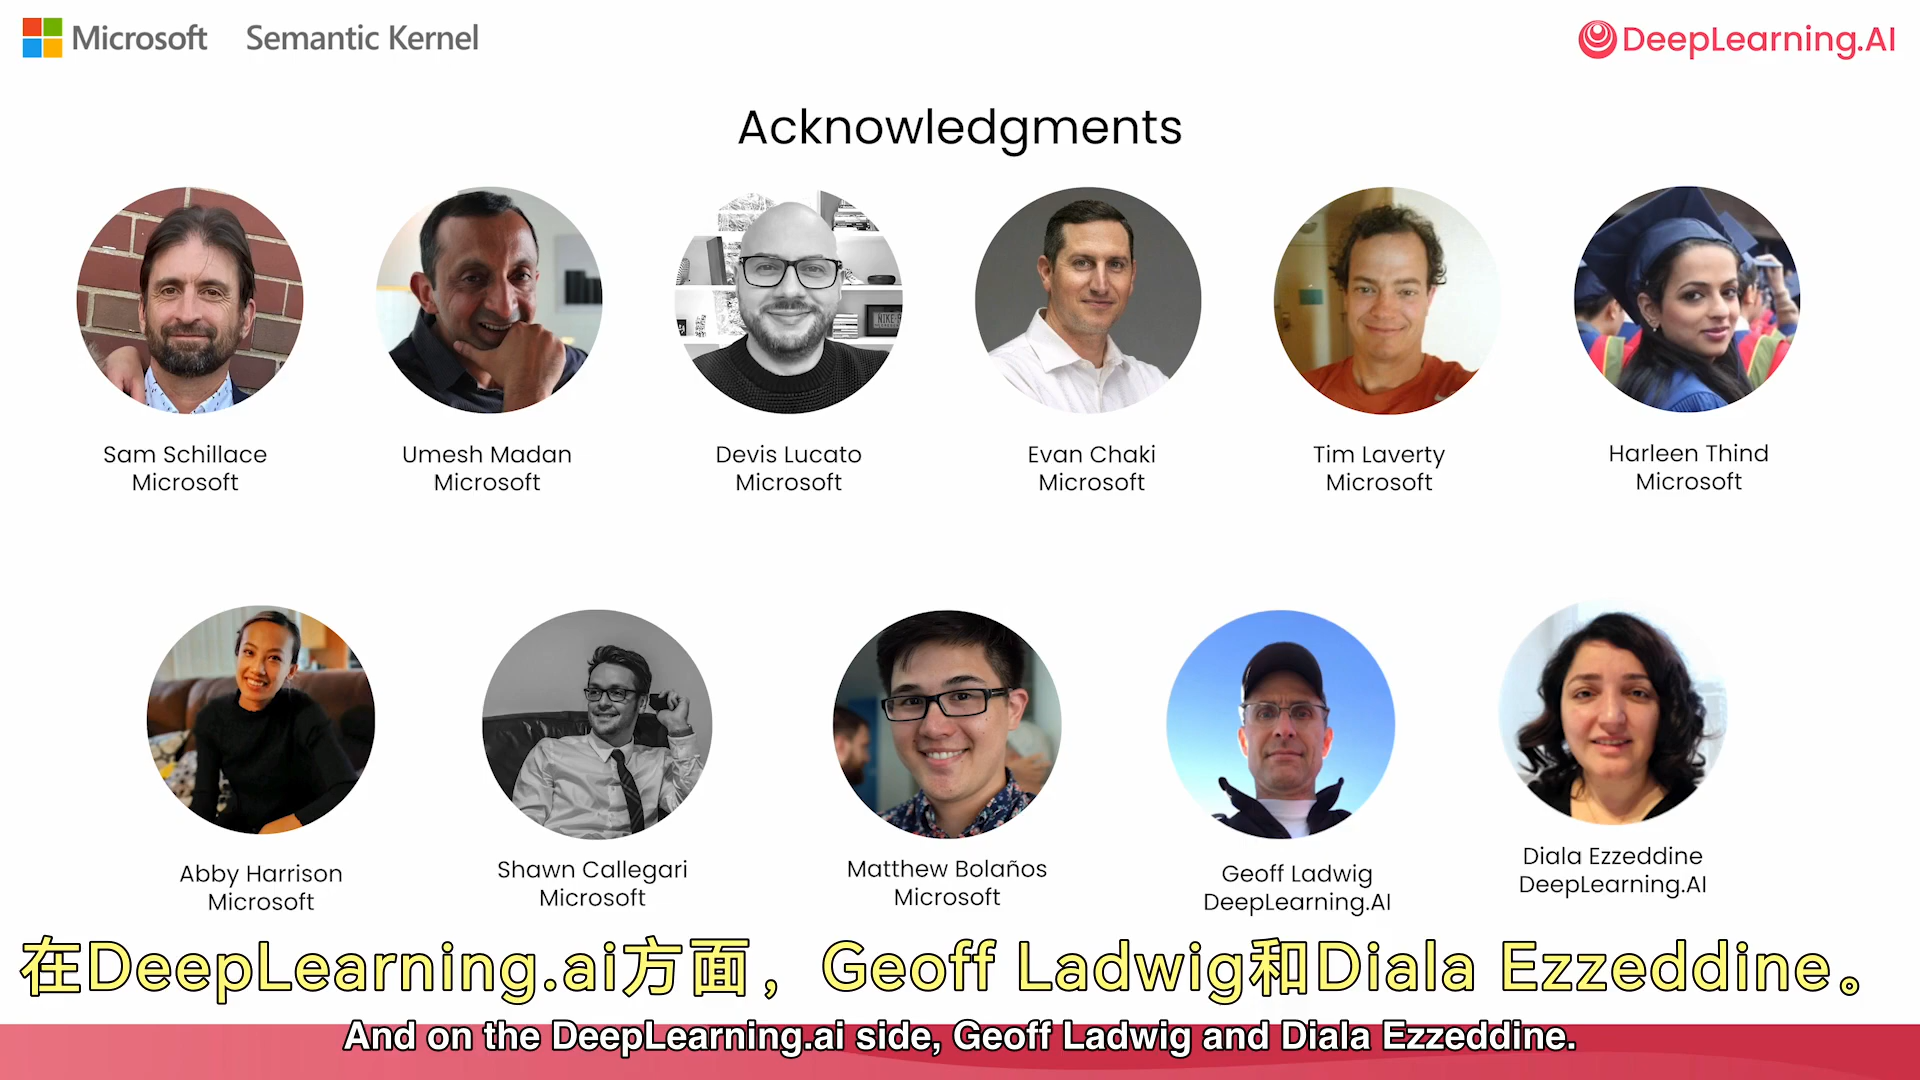 Microsoft Semantic Kernel
DeepLearning.AI
Acknowledgments
Sam Schillace
Microsoft
Umesh Madan
Microsoft
Devis Lucato
Microsoft
Evan Chaki
Microsoft
Tim Laverty
Microsoft
Harleen Thind
Microsoft
Abby Harrison
Microsoft
Shawn Callegari
Microsoft
Matthew Bolaños
Microsoft
Geoff Ladwig
DeepLearning.AI
Diala Ezzeddine
DeepLearning.AI
在DeepLearning.ai方面，Geoff Ladwig和Diala Ezzeddine。
And on the DeepLearning.ai side, Geoff Ladwig and Diala Ezzeddine.